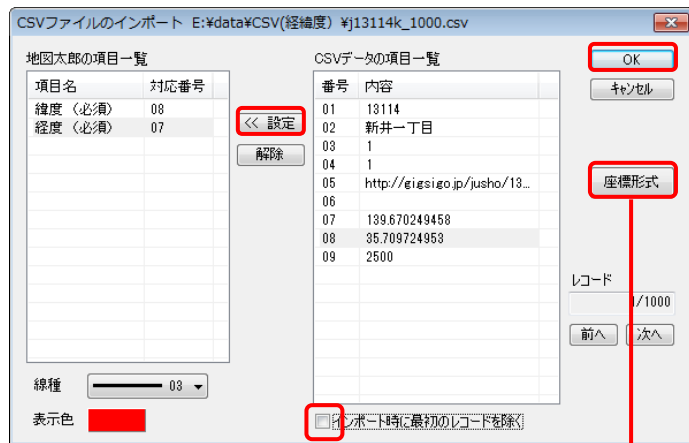 CSVファイルのインポート E:¥data¥CSV(経緯度) ¥j13114k_1000.csv
地図太郎の項目一覧
項目名 対応番号
緯度 (必須) 08
経度 (必須) 07
<< 設定
解除
CSVデータの項目一覧
番号 内容
01 13114
02 新井一丁目
03 1
04 1
05 http://gigsigo.jp/jusho/13...
06
07 139.670249458
08 35.709724953
09 2500
OK
キャンセル
座標形式
レコード
1/1000
前へ 次へ
線種 03
表示色
インポート時に最初のレコードを除く